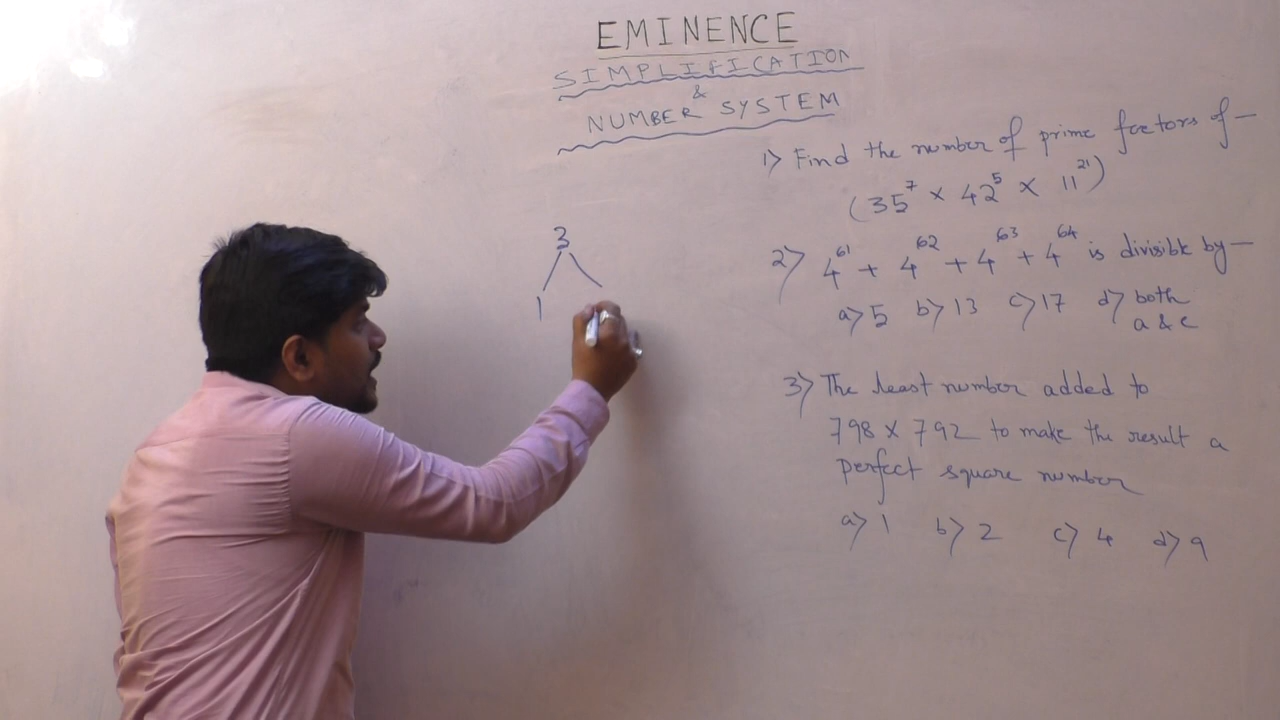 EMINENCE
SIMPLIFICATION
&
NUMBER SYSTEM
3
1
1) Find the number of prime factors of —
(35⁷ × 42⁵ × 11²¹)
2) 4⁶¹ + 4⁶² + 4⁶³ + 4⁶⁴ is divisible by —
a) 5 b) 13 c) 17 d) both
a & c
3) The least number added to
798 × 792 to make the result a
perfect square number
a) 1 b) 2 c) 4 d) 9